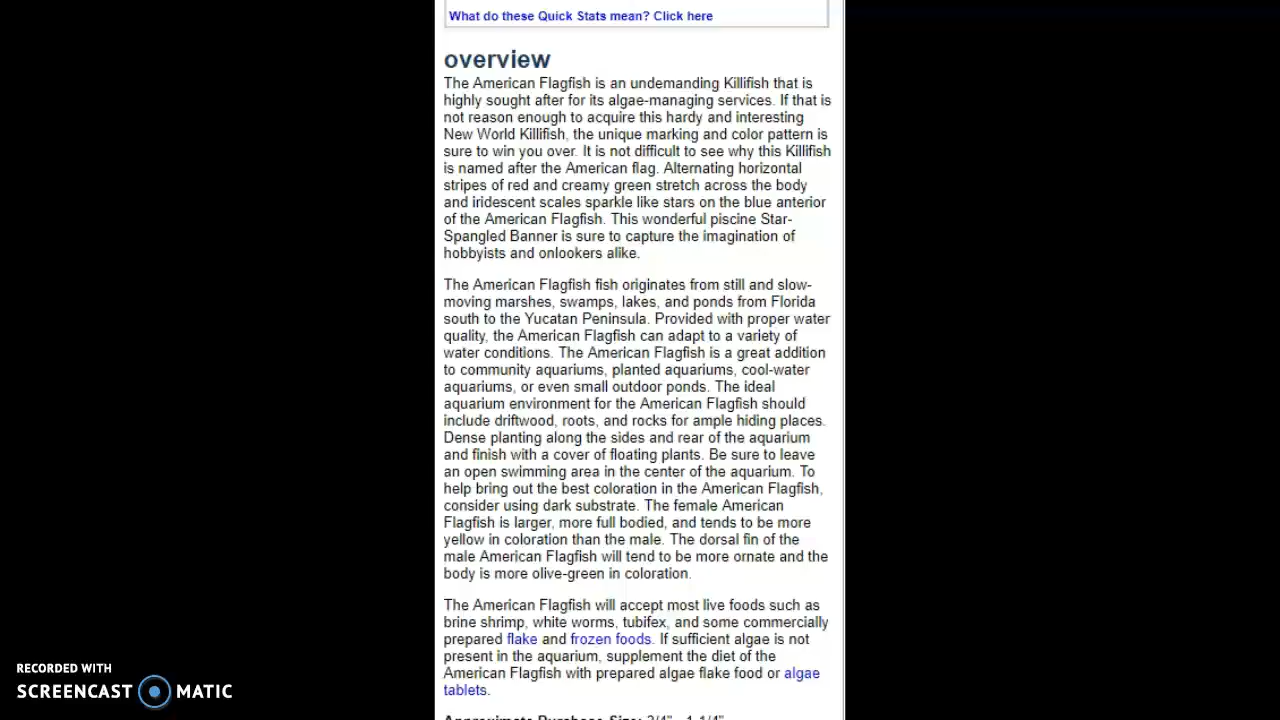 What do these Quick Stats mean? Click here
overview
The American Flagfish is an undemanding Killifish that is
highly sought after for its algae-managing services. If that is
not reason enough to acquire this hardy and interesting
New World Killifish, the unique marking and color pattern is
sure to win you over. It is not difficult to see why this Killifish
is named after the American flag. Alternating horizontal
stripes of red and creamy green stretch across the body
and iridescent scales sparkle like stars on the blue anterior
of the American Flagfish. This wonderful piscine Star-
Spangled Banner is sure to capture the imagination of
hobbyists and onlookers alike.
The American Flagfish fish originates from still and slow-
moving marshes, swamps, lakes, and ponds from Florida
south to the Yucatan Peninsula. Provided with proper water
quality, the American Flagfish can adapt to a variety of
water conditions. The American Flagfish is a great addition
to community aquariums, planted aquariums, cool-water
aquariums, or even small outdoor ponds. The ideal
aquarium environment for the American Flagfish should
include driftwood, roots, and rocks for ample hiding places.
Dense planting along the sides and rear of the aquarium
and finish with a cover of floating plants. Be sure to leave
an open swimming area in the center of the aquarium. To
help bring out the best coloration in the American Flagfish,
consider using dark substrate. The female American
Flagfish is larger, more full bodied, and tends to be more
yellow in coloration than the male. The dorsal fin of the
male American Flagfish will tend to be more ornate and the
body is more olive-green in coloration.
The American Flagfish will accept most live foods such as
brine shrimp, white worms, tubifex, and some commercially
prepared flake and frozen foods. If sufficient algae is not
present in the aquarium, supplement the diet of the
American Flagfish with prepared algae flake food or algae
tablets.
Approximate Purchase Size: 3/4" - 1-1/4"
RECORDED WITH
SCREENCAST MATIC